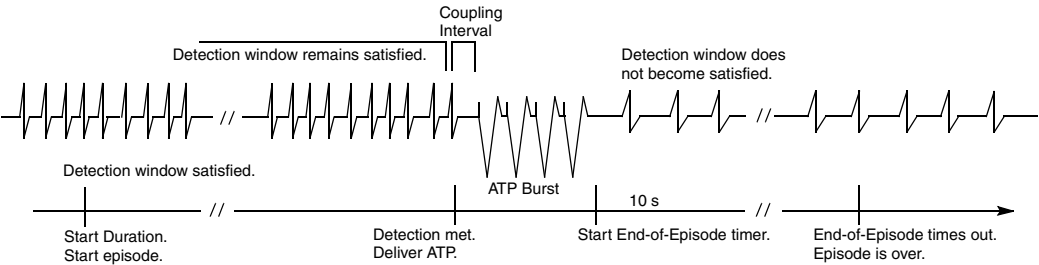 Coupling
Interval
Detection window remains satisfied.
Detection window does
not become satisfied.
//
//
//
Detection window satisfied.
ATP Burst
10 s
//
//
Start Duration.
Start episode.
Detection met.
Deliver ATP.
Start End-of-Episode timer.
End-of-Episode times out.
Episode is over.